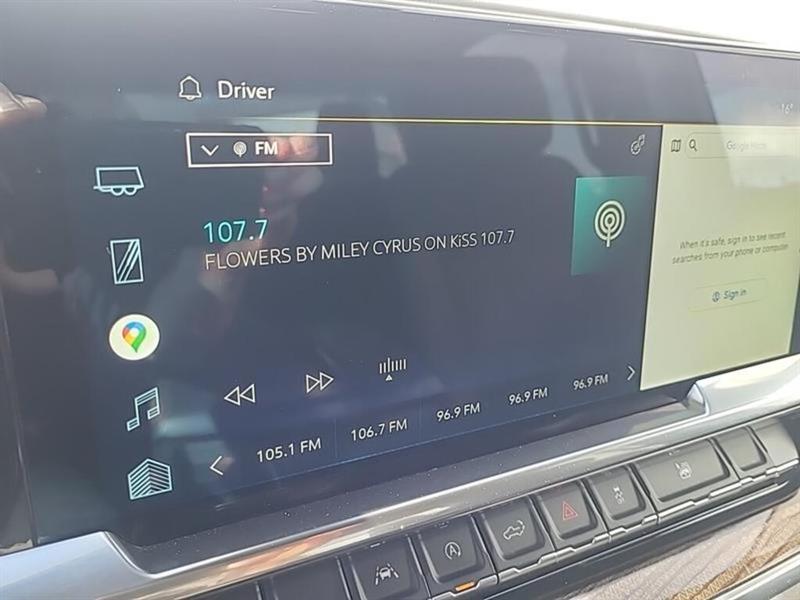 Driver
16°
FM
107.7
FLOWERS BY MILEY CYRUS ON KiSS 107.7
When it's safe, sign in to see recent
searches from your phone or computer.
Sign in
105.1 FM
106.7 FM
96.9 FM
96.9 FM
96.9 FM
A